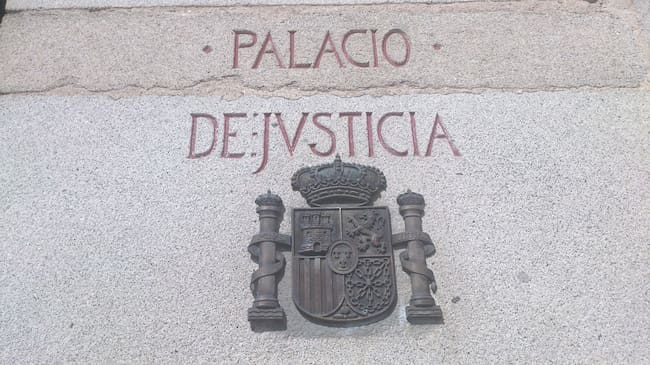 · PALACIO ·
DE:JVSTICIA